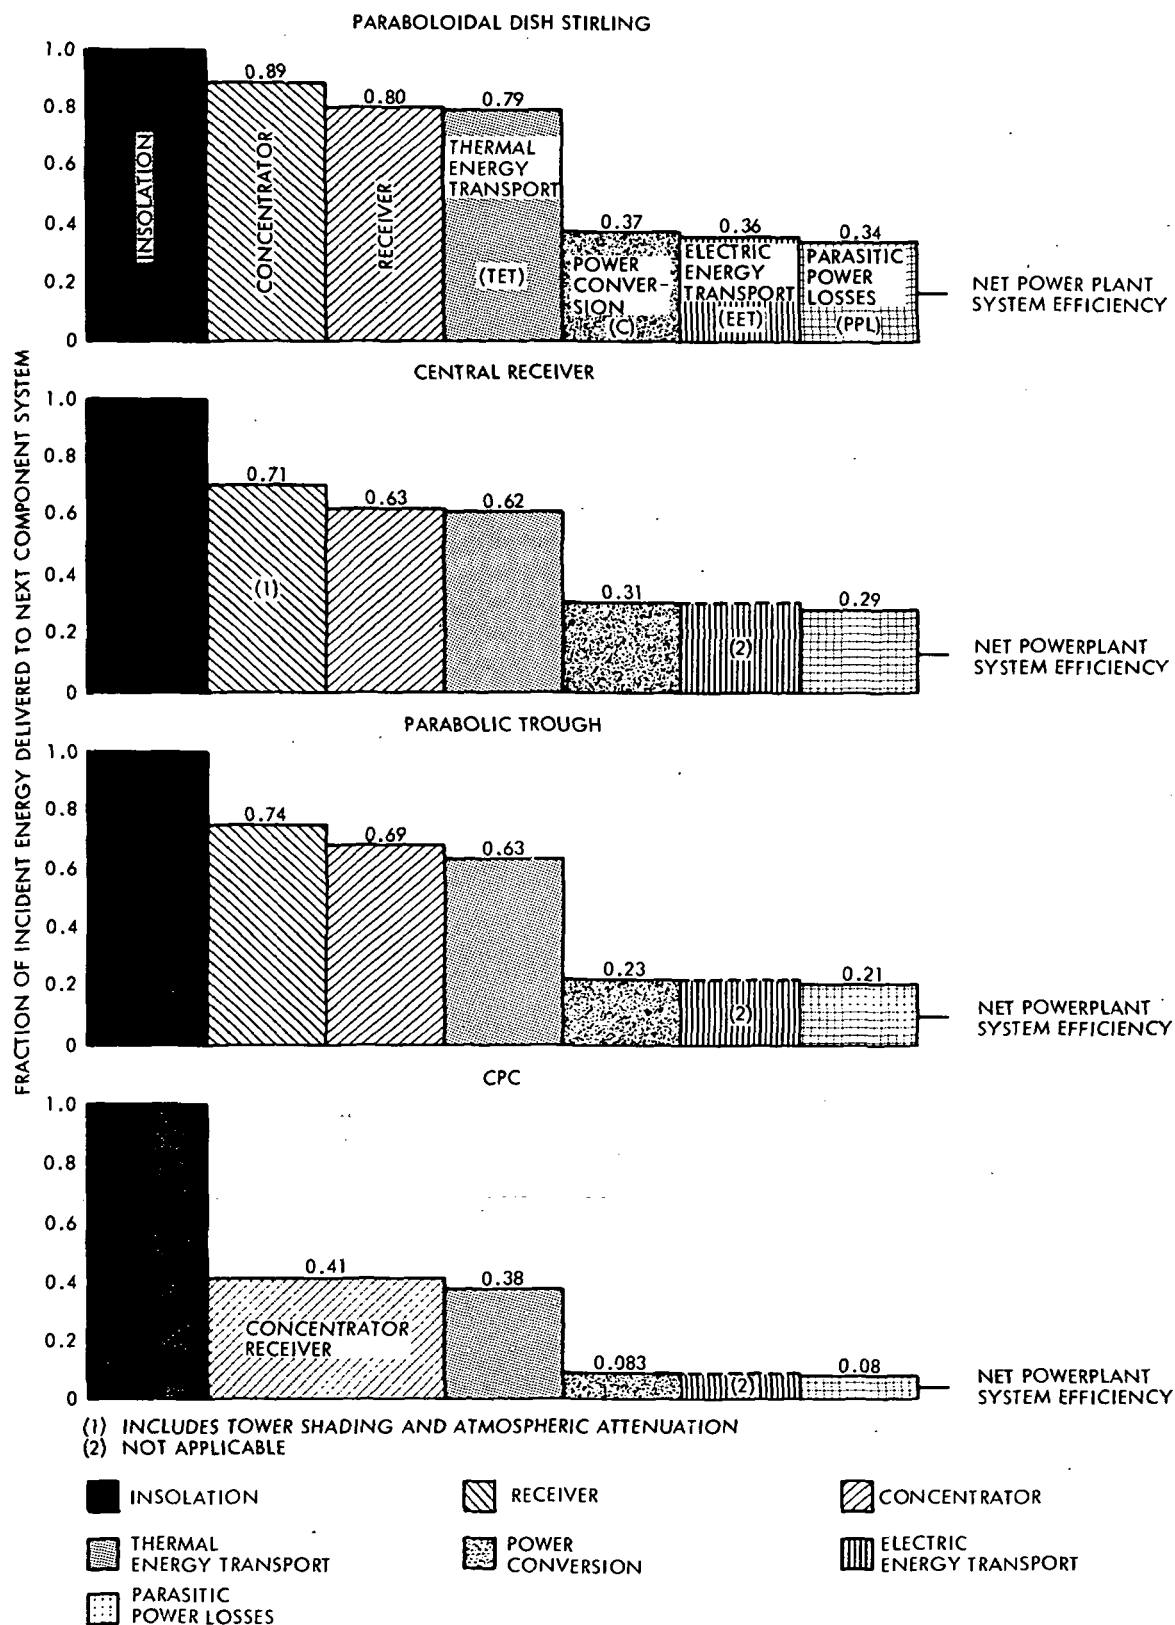 PARABOLOIDAL DISH STIRLING
FRACTION OF INCIDENT ENERGY DELIVERED TO NEXT COMPONENT SYSTEM
1.0
0.8
0.6
0.4
0.2
0
INSOLATION
0.89
CONCENTRATOR
0.80
RECEIVER
0.79
THERMAL
ENERGY
TRANSPORT
(TET)
0.37
POWER
CONVER-
SION
(C)
0.36
ELECTRIC
ENERGY
TRANSPORT
(EET)
0.34
PARASITIC
POWER
LOSSES
(PPL)
NET POWER PLANT
SYSTEM EFFICIENCY
CENTRAL RECEIVER
1.0
0.8
0.6
0.4
0.2
0
0.71
(1)
0.63
0.62
0.31
(2)
0.29
NET POWERPLANT
SYSTEM EFFICIENCY
PARABOLIC TROUGH
1.0
0.8
0.6
0.4
0.2
0
0.74
0.69
0.63
0.23
(2)
0.21
NET POWERPLANT
SYSTEM EFFICIENCY
CPC
1.0
0.8
0.6
0.4
0.2
0
0.41
CONCENTRATOR
RECEIVER
0.38
0.083
(2)
0.08
NET POWERPLANT
SYSTEM EFFICIENCY
(1) INCLUDES TOWER SHADING AND ATMOSPHERIC ATTENUATION
(2) NOT APPLICABLE
INSOLATION
RECEIVER
CONCENTRATOR
THERMAL
ENERGY TRANSPORT
POWER
CONVERSION
ELECTRIC
ENERGY TRANSPORT
PARASITIC
POWER LOSSES